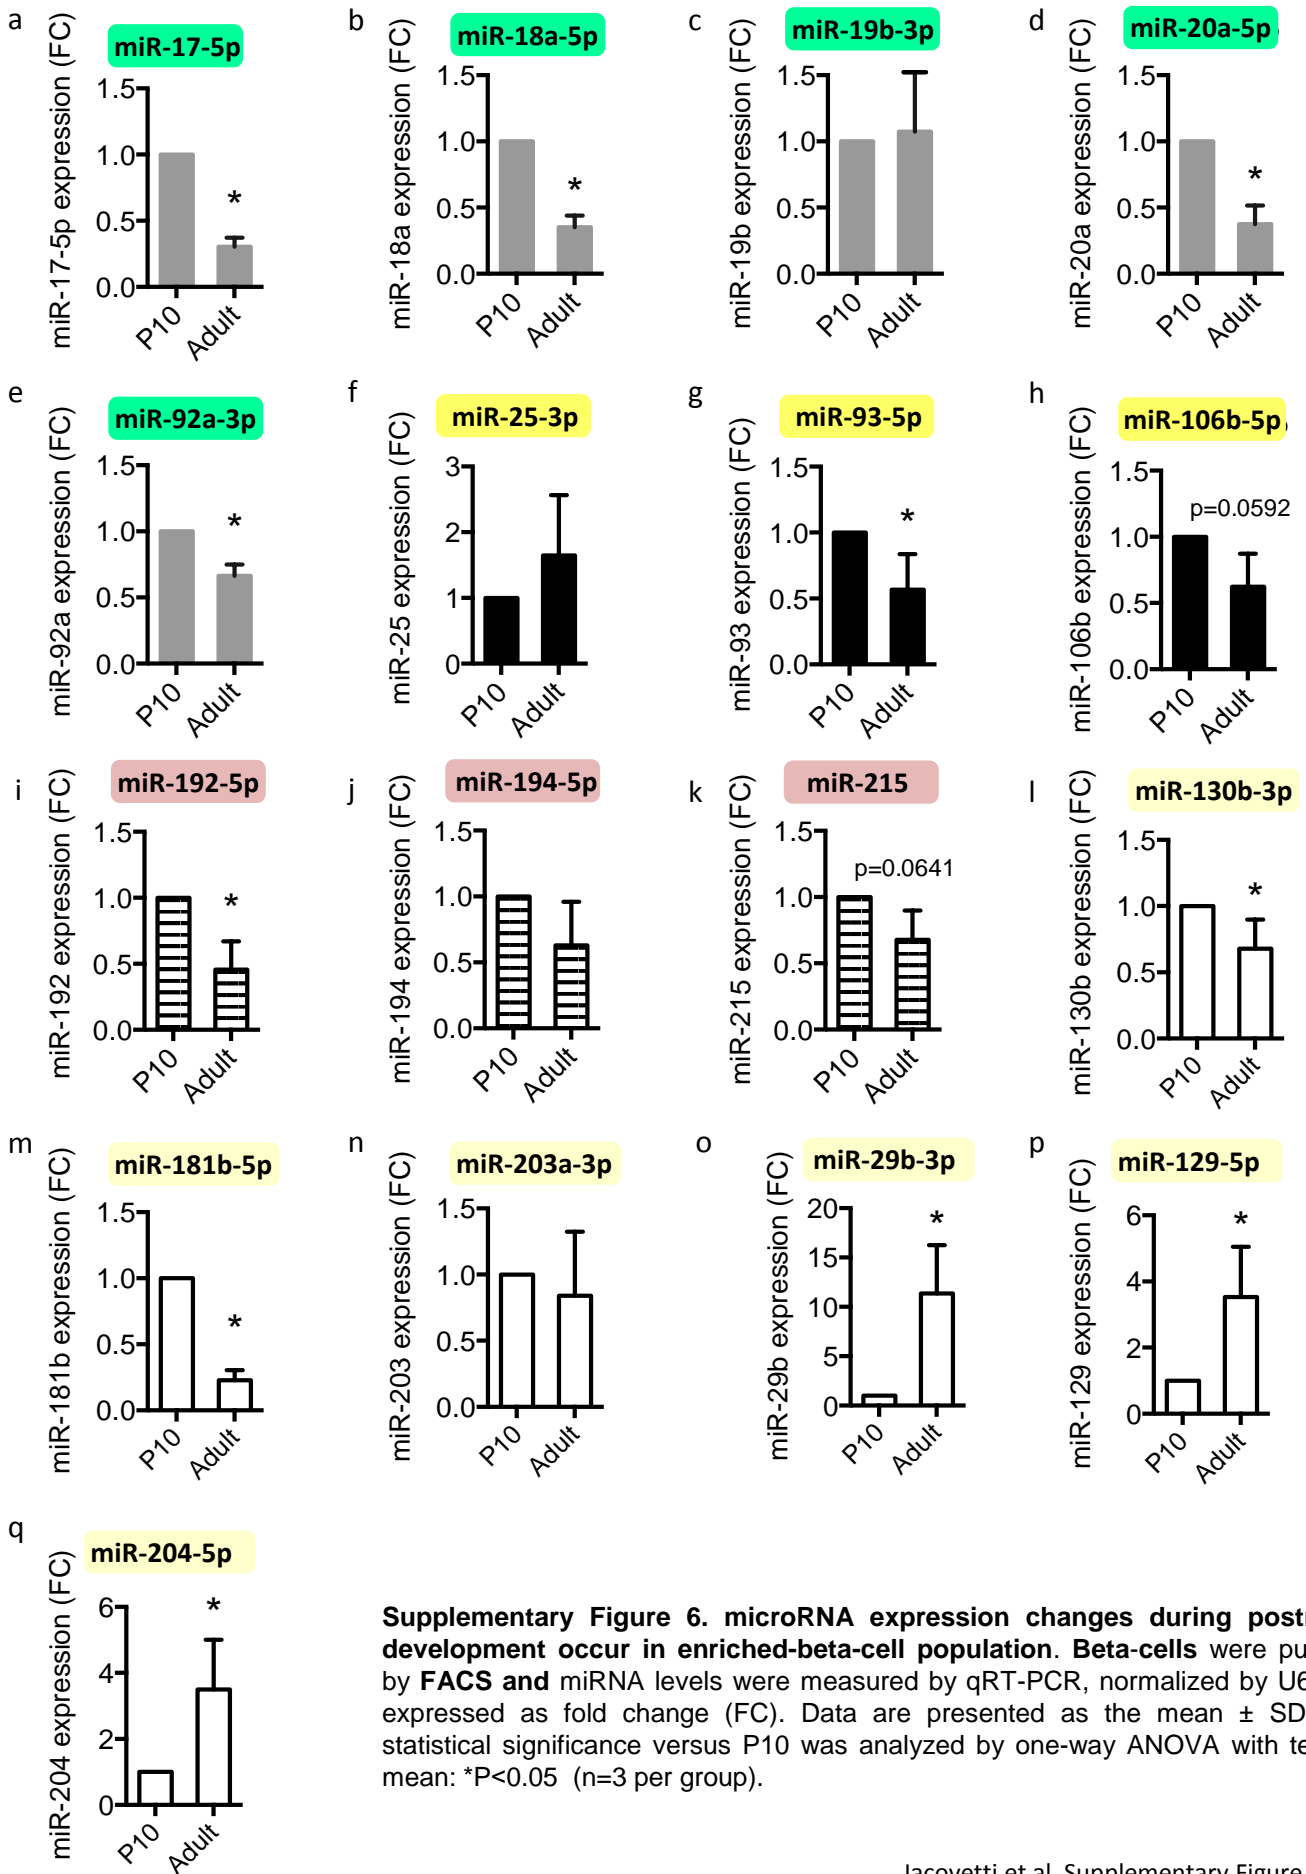 a
miR-17-5p
miR-17-5p expression (FC)
1.5
1.0
0.5
0.0
*
P10
Adult
b
miR-18a-5p
miR-18a expression (FC)
1.5
1.0
0.5
0.0
*
P10
Adult
c
miR-19b-3p
miR-19b expression (FC)
1.5
1.0
0.5
0.0
P10
Adult
d
miR-20a-5p
miR-20a expression (FC)
1.5
1.0
0.5
0.0
*
P10
Adult
e
miR-92a-3p
miR-92a expression (FC)
1.5
1.0
0.5
0.0
*
P10
Adult
f
miR-25-3p
miR-25 expression (FC)
3
2
1
0
P10
Adult
g
miR-93-5p
miR-93 expression (FC)
1.5
1.0
0.5
0.0
*
P10
Adult
h
miR-106b-5p
miR-106b expression (FC)
1.5
1.0
0.5
0.0
p=0.0592
P10
Adult
i
miR-192-5p
miR-192 expression (FC)
1.5
1.0
0.5
0.0
*
P10
Adult
j
miR-194-5p
miR-194 expression (FC)
1.5
1.0
0.5
0.0
P10
Adult
k
miR-215
miR-215 expression (FC)
1.5
1.0
0.5
0.0
p=0.0641
P10
Adult
l
miR-130b-3p
miR-130b expression (FC)
1.5
1.0
0.5
0.0
*
P10
Adult
m
miR-181b-5p
miR-181b expression (FC)
1.5
1.0
0.5
0.0
*
P10
Adult
n
miR-203a-3p
miR-203 expression (FC)
1.5
1.0
0.5
0.0
P10
Adult
o
miR-29b-3p
miR-29b expression (FC)
20
15
10
5
0
*
P10
Adult
p
miR-129-5p
miR-129 expression (FC)
6
4
2
0
*
P10
Adult
q
miR-204-5p
miR-204 expression (FC)
6
4
2
0
*
P10
Adult
Supplementary Figure 6. microRNA expression changes during post
development occur in enriched-beta-cell population. Beta-cells were pu
by FACS and miRNA levels were measured by qRT-PCR, normalized by U6
expressed as fold change (FC). Data are presented as the mean ± SD
statistical significance versus P10 was analyzed by one-way ANOVA with te
mean: *P<0.05 (n=3 per group).
Jacovetti et al. Supplementary Figure